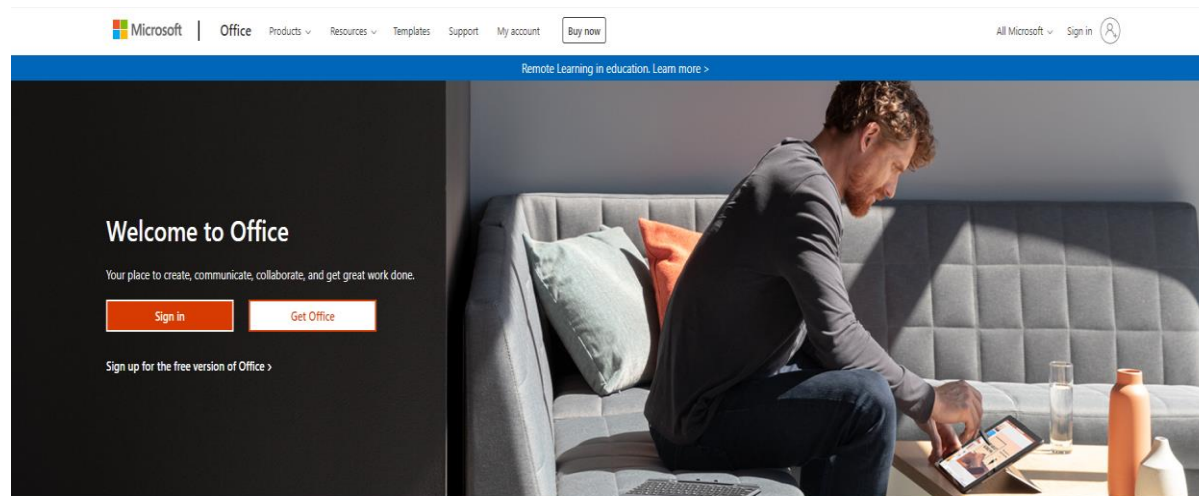 Microsoft | Office Products Resources Templates Support My account Buy now All Microsoft Sign in
Remote Learning in education. Learn more >
Welcome to Office
Your place to create, communicate, collaborate, and get great work done.
Sign in Get Office
Sign up for the free version of Office >